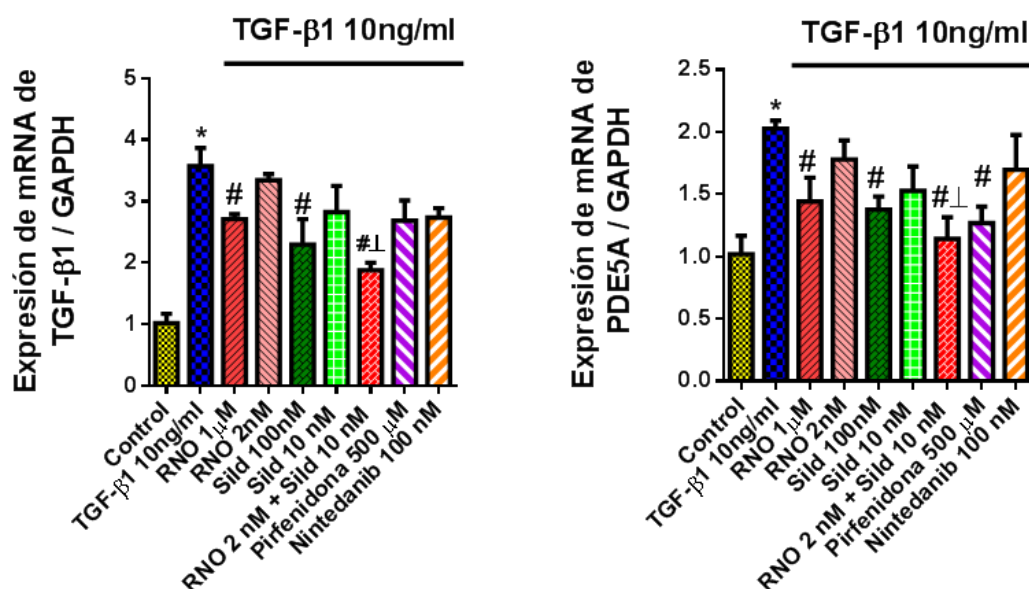 TGF-β1 10ng/ml
Expresión de mRNA de
TGF-β1 / GAPDH
5
4
3
2
1
0
*
#
#
#⊥
Control
TGF-β1 10ng/ml
RNO 1μM
RNO 2nM
Sild 100nM
Sild 10 nM
RNO 2 nM + Sild 10 nM
Pirfenidona 500 μM
Nintedanib 100 nM
TGF-β1 10ng/ml
Expresión de mRNA de
PDE5A / GAPDH
2.5
2.0
1.5
1.0
0.5
0.0
*
#
#
#⊥
#
Control
TGF-β1 10ng/ml
RNO 1μM
RNO 2nM
Sild 100nM
Sild 10 nM
RNO 2 nM + Sild 10 nM
Pirfenidona 500 μM
Nintedanib 100 nM